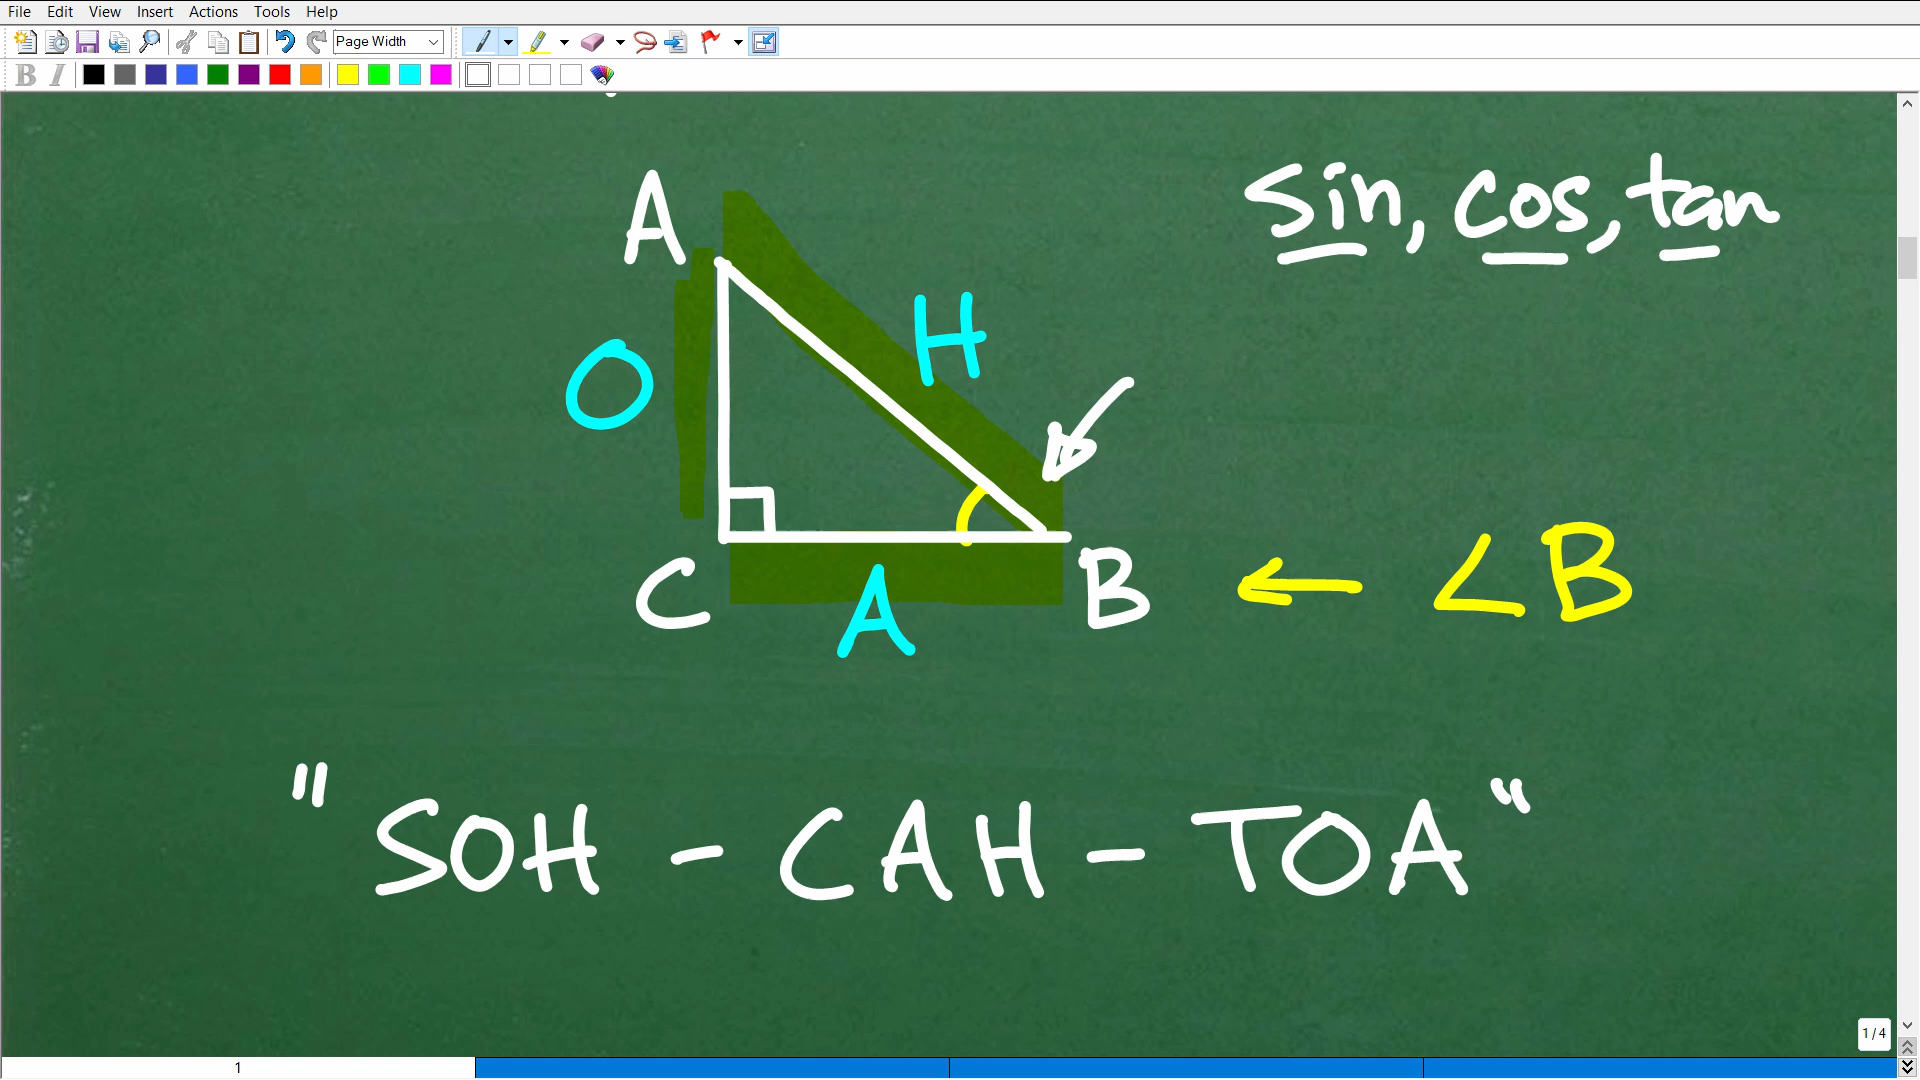 File Edit View Insert Actions Tools Help
Page Width
B I
sin, cos, tan
A
H
O
C A B ← ∠B
"SOH - CAH - TOA"
1 / 4
1